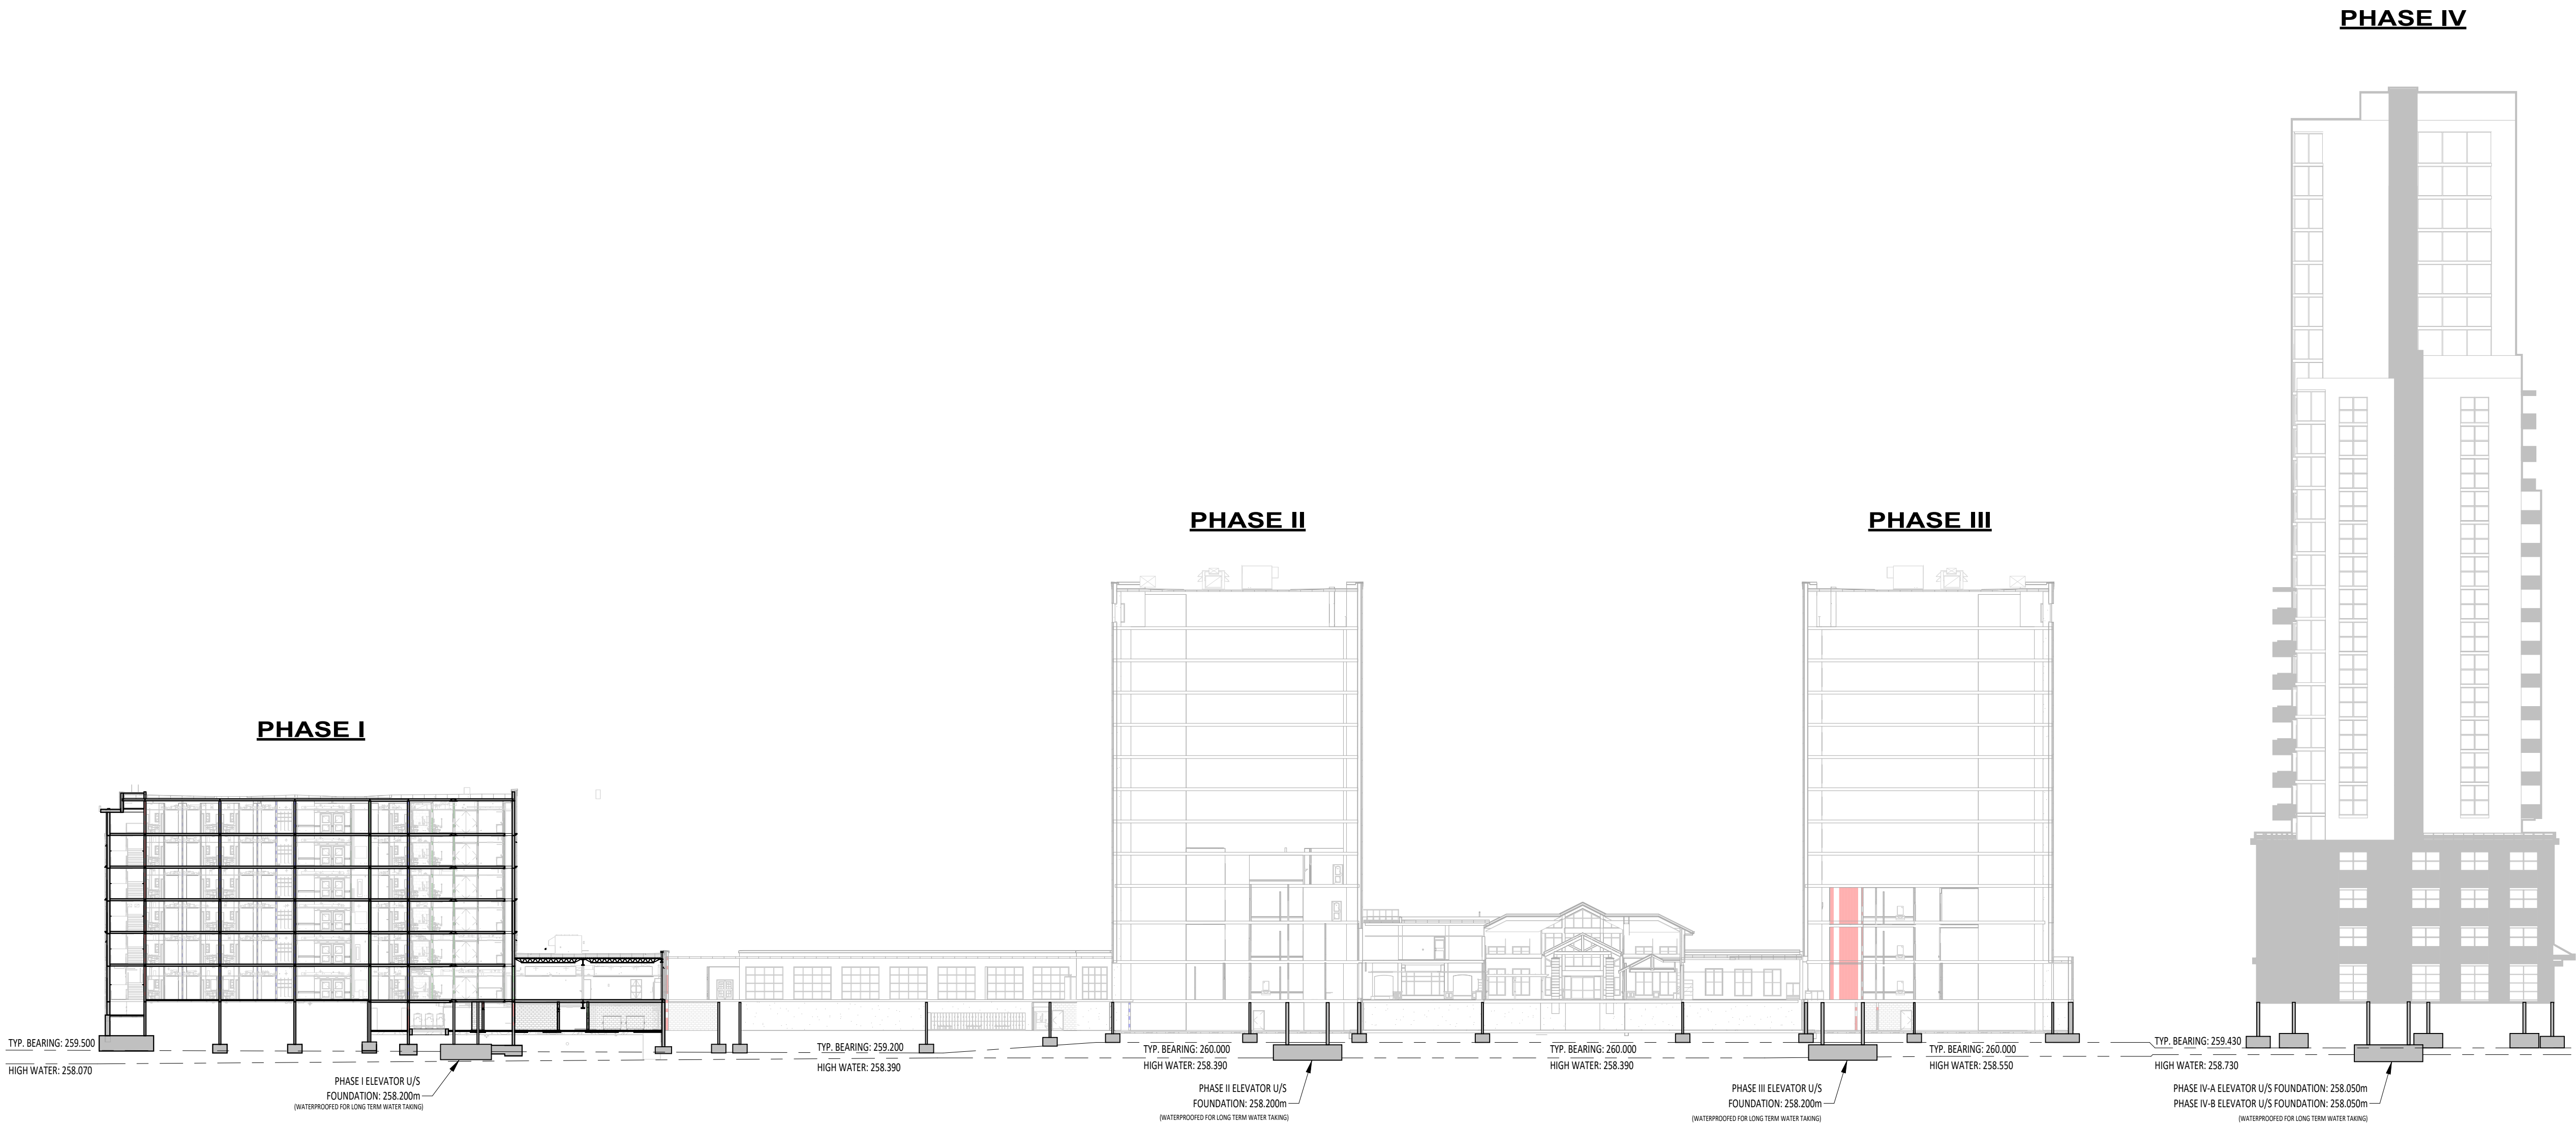 PHASE IV
PHASE II
PHASE III
PHASE I
TYP. BEARING: 259.500
HIGH WATER: 258.070
PHASE I ELEVATOR U/S
FOUNDATION: 258.200m
(WATERPROOFED FOR LONG TERM WATER TAKING)
TYP. BEARING: 259.200
HIGH WATER: 258.390
TYP. BEARING: 260.000
HIGH WATER: 258.390
PHASE II ELEVATOR U/S
FOUNDATION: 258.200m
(WATERPROOFED FOR LONG TERM WATER TAKING)
TYP. BEARING: 260.000
HIGH WATER: 258.390
PHASE III ELEVATOR U/S
FOUNDATION: 258.200m
(WATERPROOFED FOR LONG TERM WATER TAKING)
TYP. BEARING: 260.000
HIGH WATER: 258.550
TYP. BEARING: 259.430
HIGH WATER: 258.730
PHASE IV-A ELEVATOR U/S FOUNDATION: 258.050m
PHASE IV-B ELEVATOR U/S FOUNDATION: 258.050m
(WATERPROOFED FOR LONG TERM WATER TAKING)